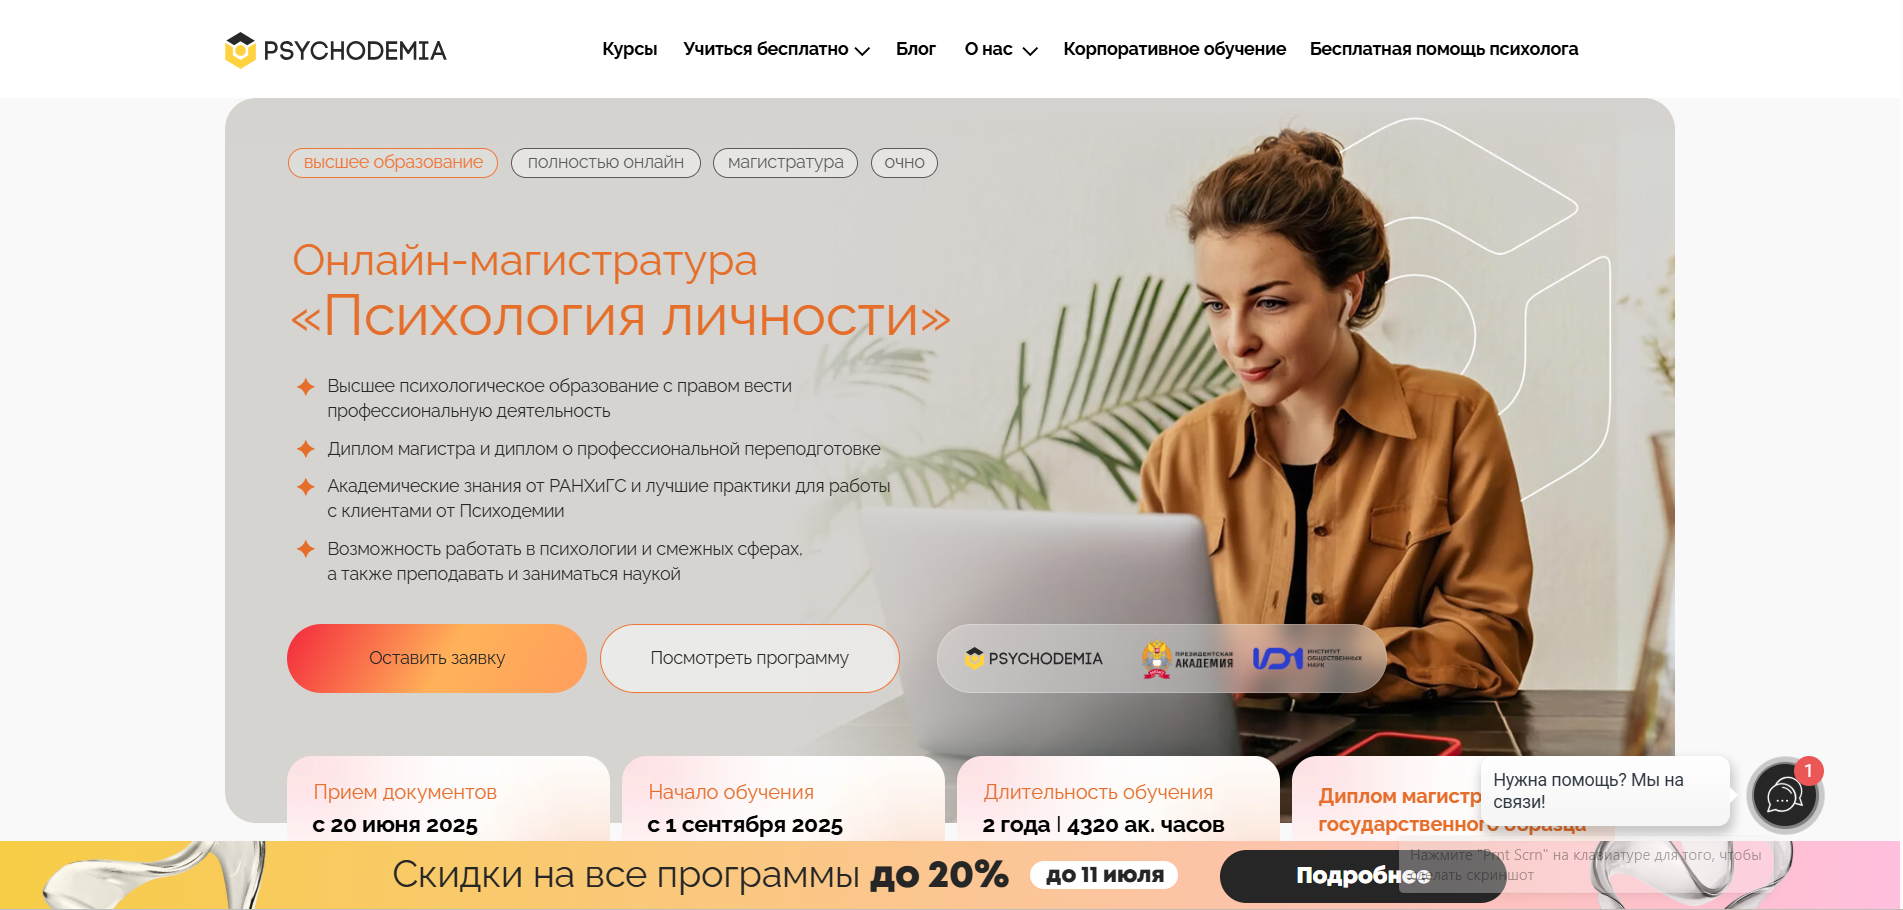 PSYCHODEMIA
Курсы
Учиться бесплатно
Блог
О нас
Корпоративное обучение
Бесплатная помощь психолога
высшее образование
полностью онлайн
магистратура
очно
Онлайн-магистратура
«Психология личности»
Высшее психологическое образование с правом вести
профессиональную деятельность
Диплом магистра и диплом о профессиональной переподготовке
Академические знания от РАНХиГС и лучшие практики для работы
с клиентами от Психодемии
Возможность работать в психологии и смежных сферах,
а также преподавать и заниматься наукой
Оставить заявку
Посмотреть программу
PSYCHODEMIA
ПРЕЗИДЕНТСКАЯ
АКАДЕМИЯ
ИНСТИТУТ
ОБЩЕСТВЕННЫХ
НАУК
Прием документов
с 20 июня 2025
Начало обучения
с 1 сентября 2025
Длительность обучения
2 года | 4320 ак. часов
Диплом магистр
государственного образца
Нужна помощь? Мы на
связи!
1
Скидки на все программы до 20%
до 11 июля
Подробнее
Нажмите "Prnt Scrn" на клавиатуре для того, чтобы
сделать скриншот